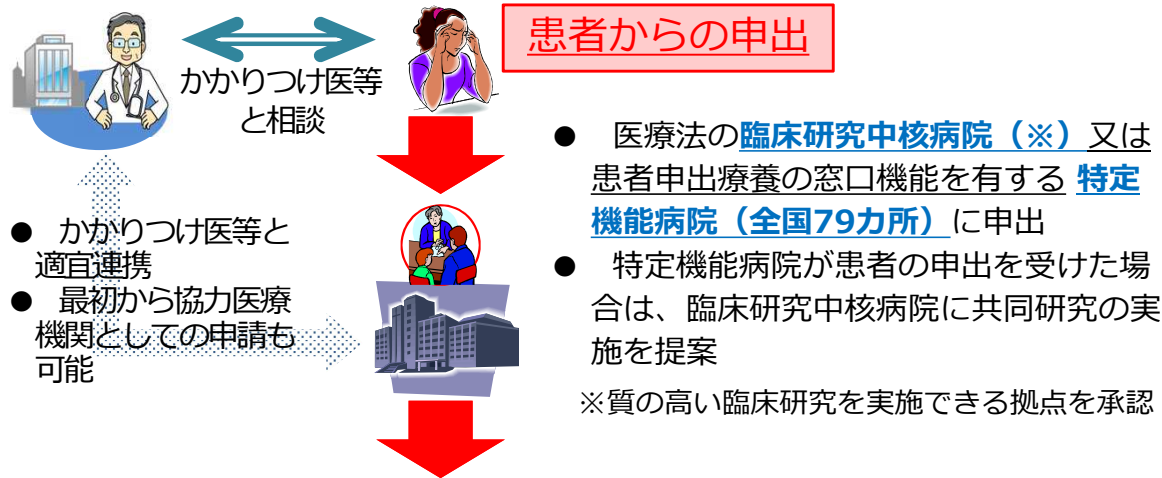 患者からの申出
かかりつけ医等
と相談
● 医療法の臨床研究中核病院（※）又は
患者申出療養の窓口機能を有する 特定
機能病院（全国79カ所）に申出
● 特定機能病院が患者の申出を受けた場
合は、臨床研究中核病院に共同研究の実
施を提案
※質の高い臨床研究を実施できる拠点を承認
● かかりつけ医等と
適宜連携
● 最初から協力医療
機関としての申請も
可能